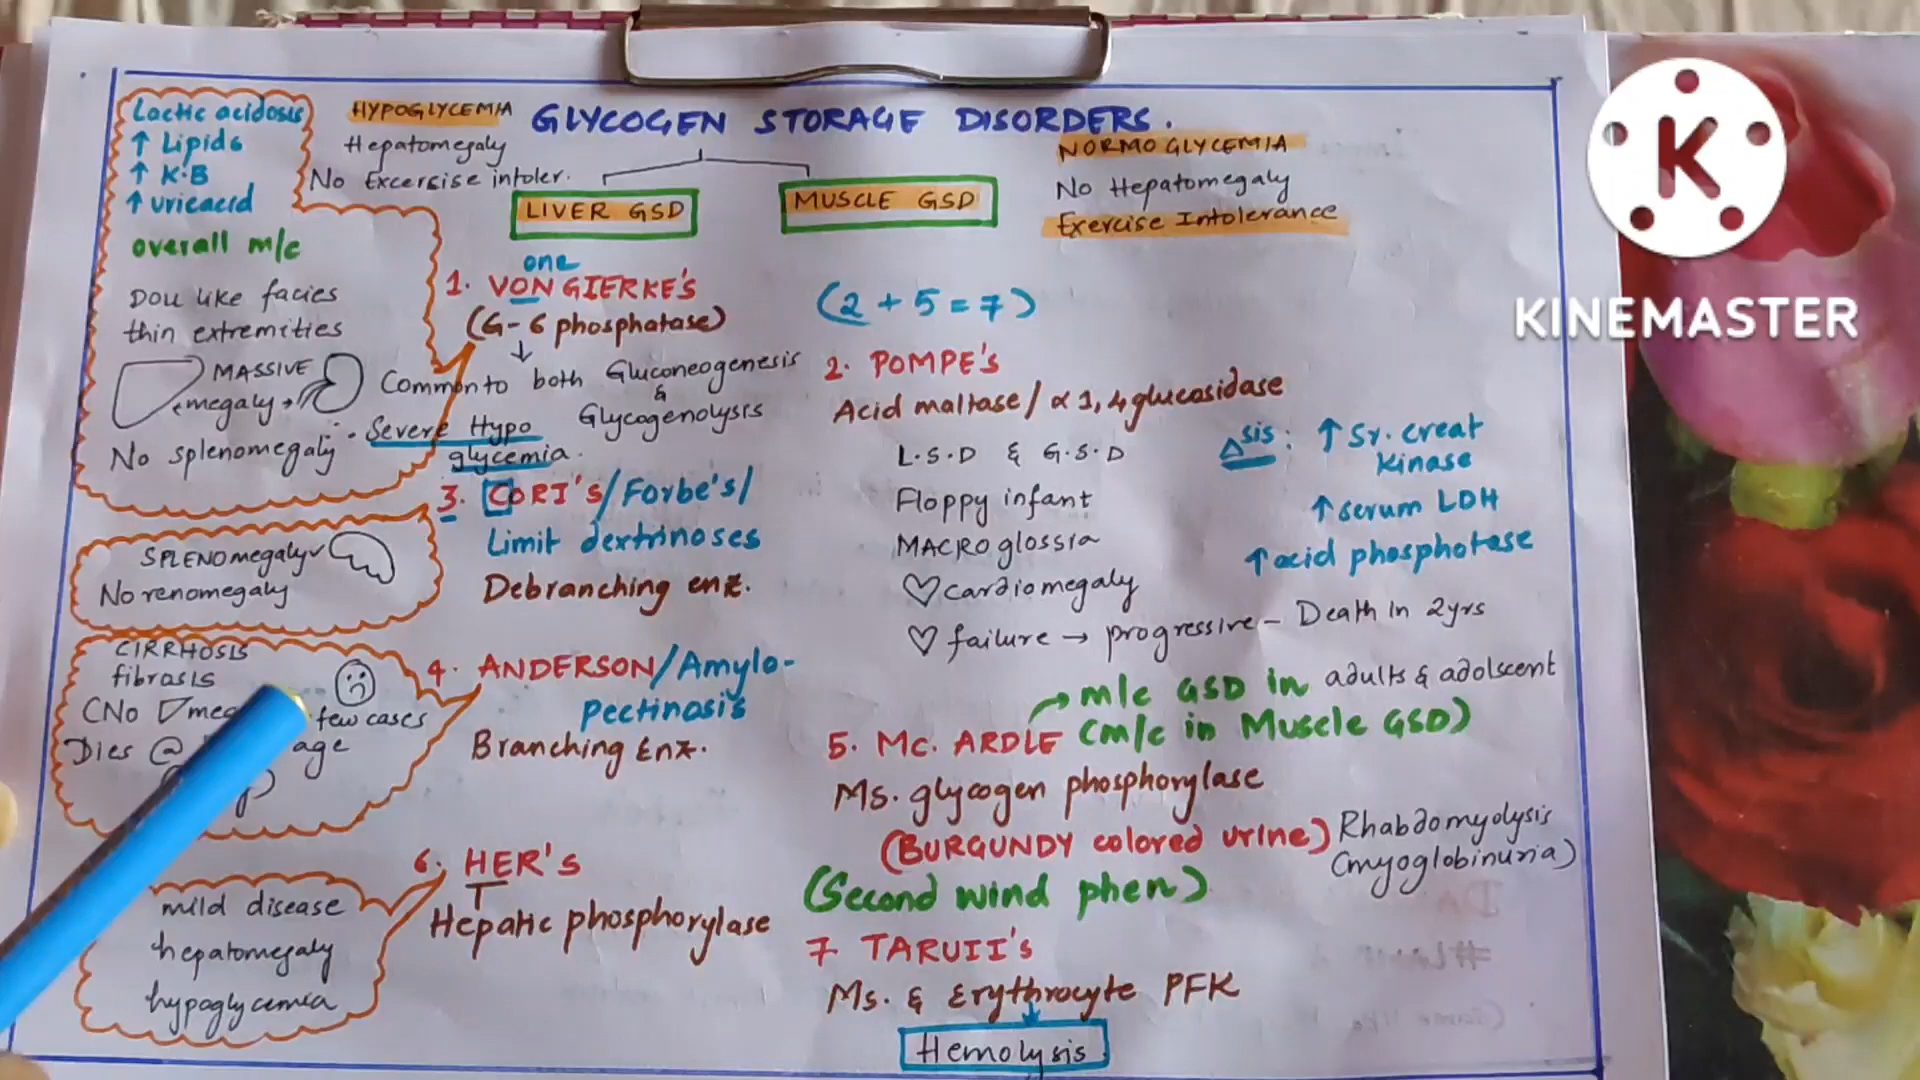 GLYCOGEN STORAGE DISORDERS.
HYPOGLYCEMIA
Hepatomegaly
No Excersise intoler.
LIVER GSD
MUSCLE GSD
NORMOGLYCEMIA
No Hepatomegaly
Exercise Intolerance
Lactic acidosis
↑ Lipids
↑ K.B
↑ uricacid
overall m/c
Doll like facies
thin extremities
MASSIVE
megaly
No splenomegaly
one
1. VON GIERKE'S
(G-6 phosphatase)
↓
Common to both Gluconeogenesis
&
Glycogenolysis
Severe Hypo
glycemia.
3. CORI'S/Forbe's/
Limit dextrinoses
Debranching enz.
SPLENOmegaly✓
No renomegaly
4. ANDERSON/Amylo-
pectinosis
Branching Enz.
CIRRHOSIS
fibrosis
CNo
few cases
Dies @ age
6. HER'S
Hepatic phosphorylase
mild disease
hepatomegaly
hypoglycemia
(2 + 5 = 7)
2. POMPE'S
Acid maltase/ α 1,4 glucosidase
L.S.D & G.S.D
Floppy infant
MACROglossia
♡ cardiomegaly
♡ failure → progressive - Death in 2yrs
Δsis: ↑ Sr. creat
kinase
↑ serum LDH
↑ acid phosphotase
5. Mc. ARDLE
m/c GSD in adults & adolscent
(m/c in Muscle GSD)
Ms. glycogen phosphorylase
(BURGUNDY colored urine)
Rhabdomyolysis
(myoglobinuria)
(Second wind phen)
7 TARUII's
Ms. & Erythrocyte PFK
↓
Hemolysis
K
KINEMASTER